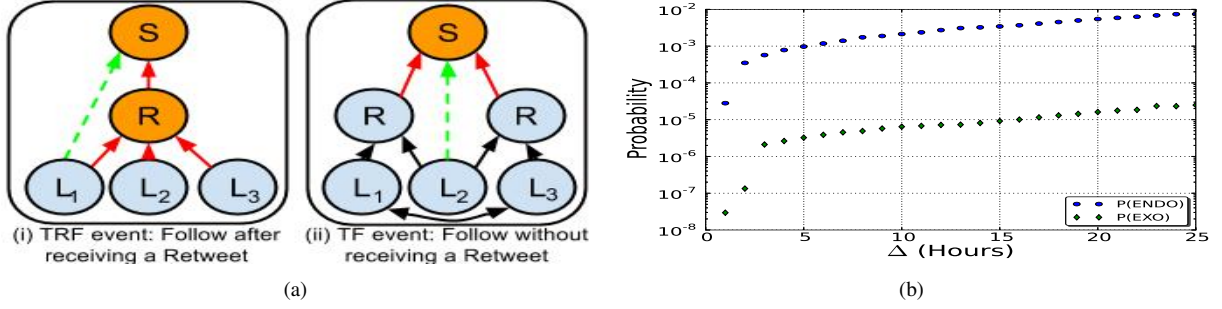 S
R
L1 L2 L3
(i) TRF event: Follow after
receiving a Retweet
S
R R
L1 L2 L3
(ii) TF event: Follow without
receiving a Retweet
(a)
Probability
10^-2
10^-3
10^-4
10^-5
10^-6
10^-7
10^-8
0 5 10 15 20 25
Δ (Hours)
P(ENDO)
P(EXO)
(b)